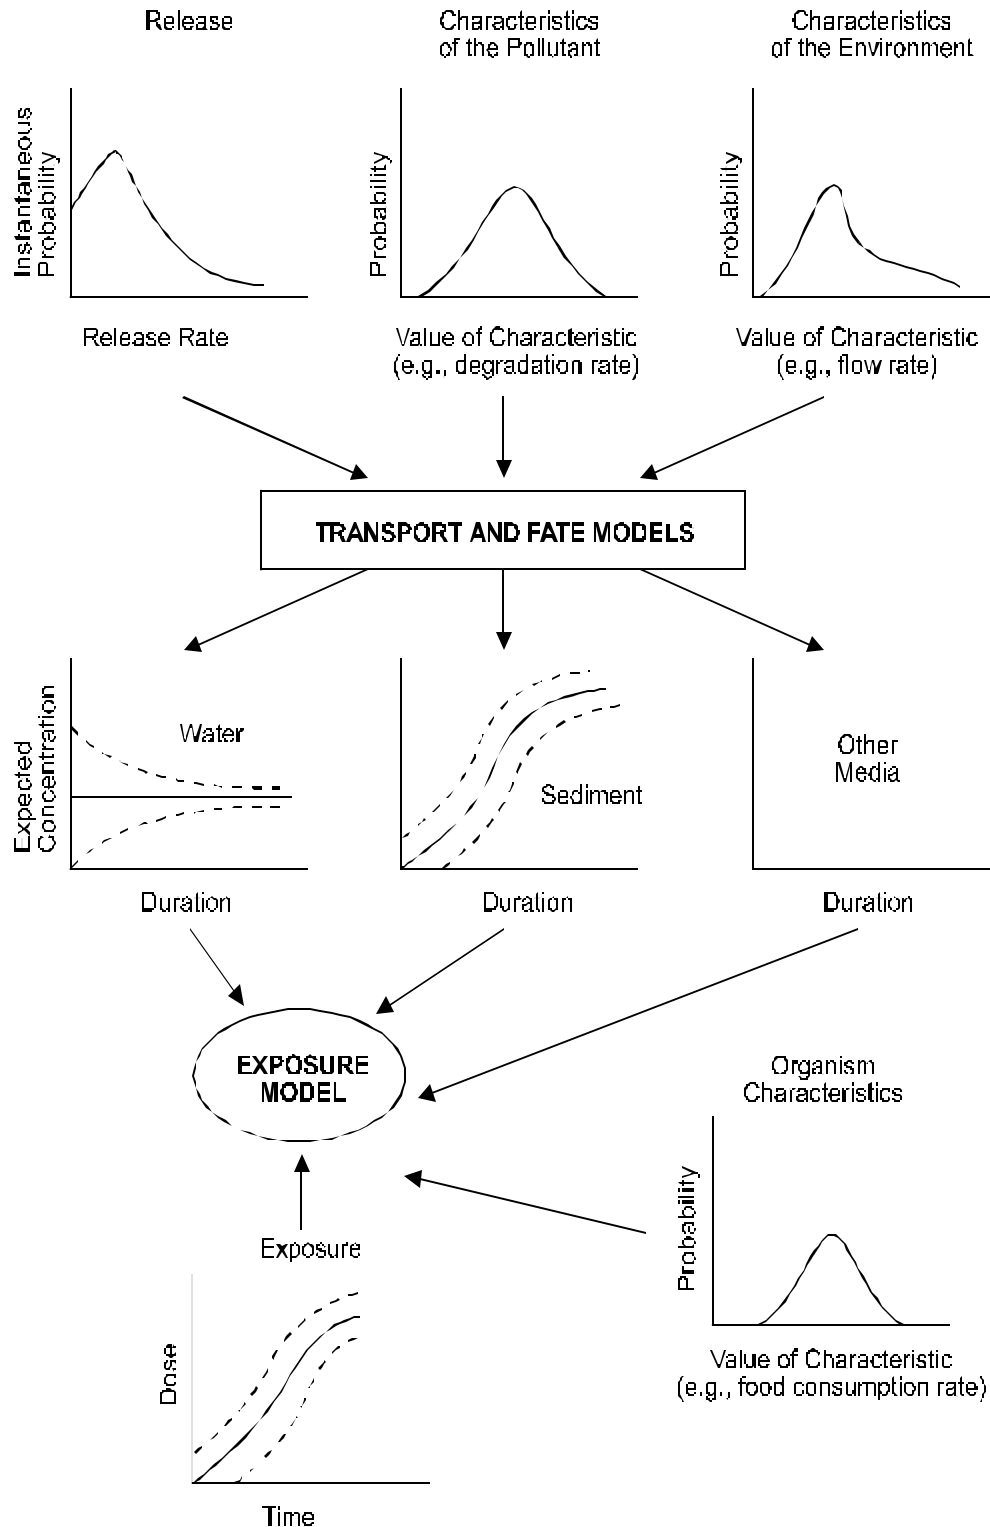 Release
Characteristics
of the Pollutant
Characteristics
of the Environment
Instantaneous
Probability
Probability
Probability
Release Rate
Value of Characteristic
(e.g., degradation rate)
Value of Characteristic
(e.g., flow rate)
TRANSPORT AND FATE MODELS
Expected
Concentration
Water
Sediment
Other
Media
Duration
Duration
Duration
EXPOSURE
MODEL
Organism
Characteristics
Probability
Value of Characteristic
(e.g., food consumption rate)
Exposure
Dose
Time